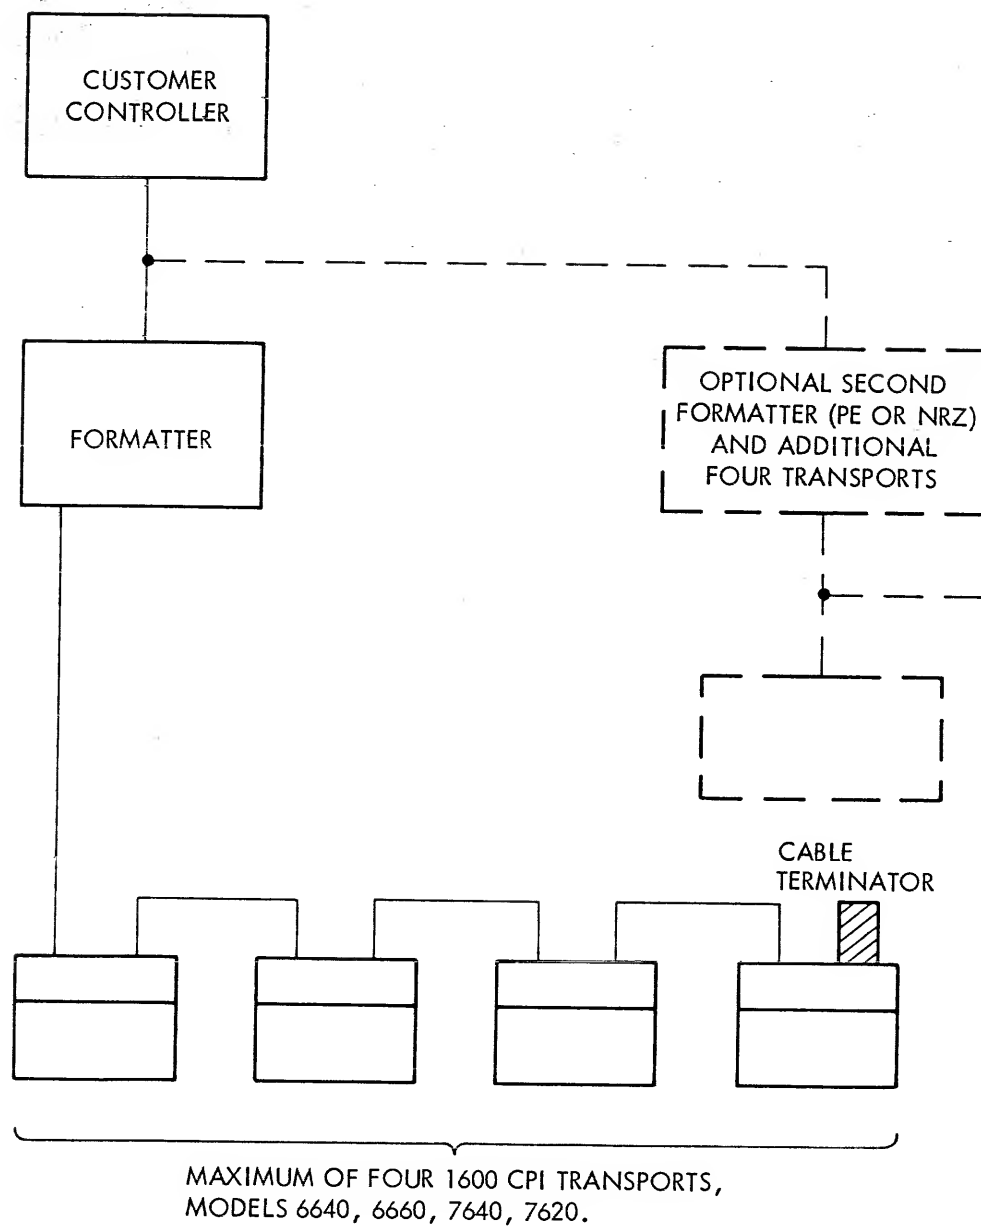 CUSTOMER
CONTROLLER
FORMATTER
OPTIONAL SECOND
FORMATTER (PE OR NRZ)
AND ADDITIONAL
FOUR TRANSPORTS
CABLE
TERMINATOR
MAXIMUM OF FOUR 1600 CPI TRANSPORTS,
MODELS 6640, 6660, 7640, 7620.